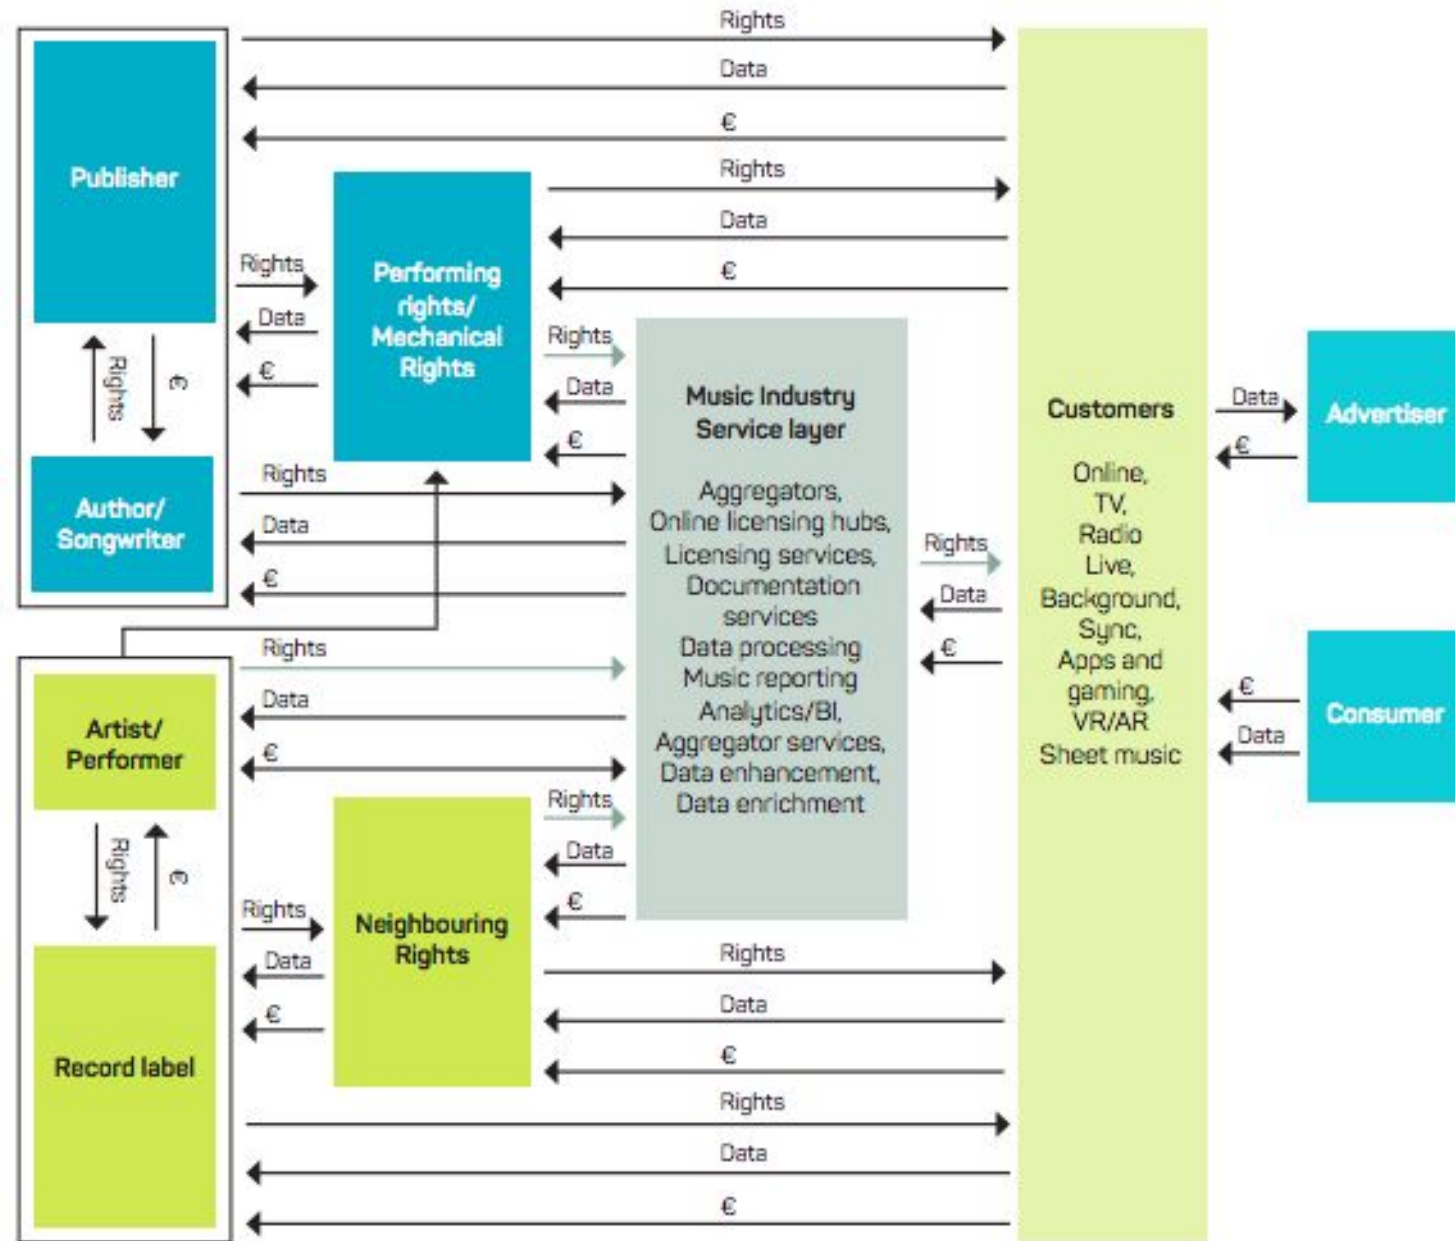 Rights
Data
€
Publisher
Rights
Data
€
Rights
Data
€
Performing
rights/
Mechanical
Rights
Rights
€
Rights
Data
€
Music Industry
Service layer
Aggregators,
Online licensing hubs,
Licensing services,
Documentation
services
Data processing
Music reporting
Analytics/BI,
Aggregator services,
Data enhancement,
Data enrichment
Customers
Online,
TV,
Radio
Live,
Background,
Sync,
Apps and
gaming,
VR/AR
Sheet music
Data
€
Advertiser
Author/
Songwriter
Rights
Data
€
Rights
Data
€
Rights
Data
€
Artist/
Performer
€
Data
Consumer
Rights
€
Rights
Data
€
Rights
Data
€
Neighbouring
Rights
Record label
Rights
Data
€
Rights
Data
€